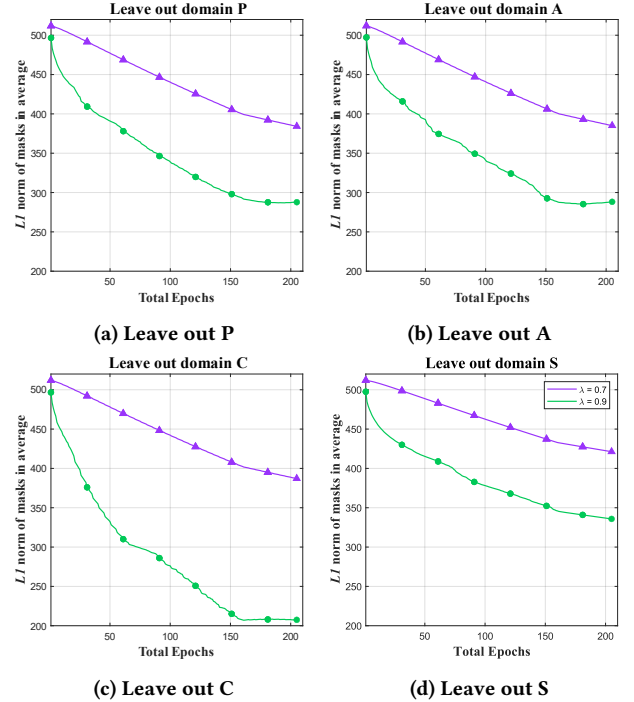 Leave out domain P
500
450
400
350
300
250
200
50 100 150 200
L1 norm of masks in average
Total Epochs
(a) Leave out P
Leave out domain A
500
450
400
350
300
250
200
50 100 150 200
L1 norm of masks in average
Total Epochs
(b) Leave out A
Leave out domain C
500
450
400
350
300
250
200
50 100 150 200
L1 norm of masks in average
Total Epochs
(c) Leave out C
Leave out domain S
λ = 0.7
λ = 0.9
500
450
400
350
300
250
200
50 100 150 200
L1 norm of masks in average
Total Epochs
(d) Leave out S